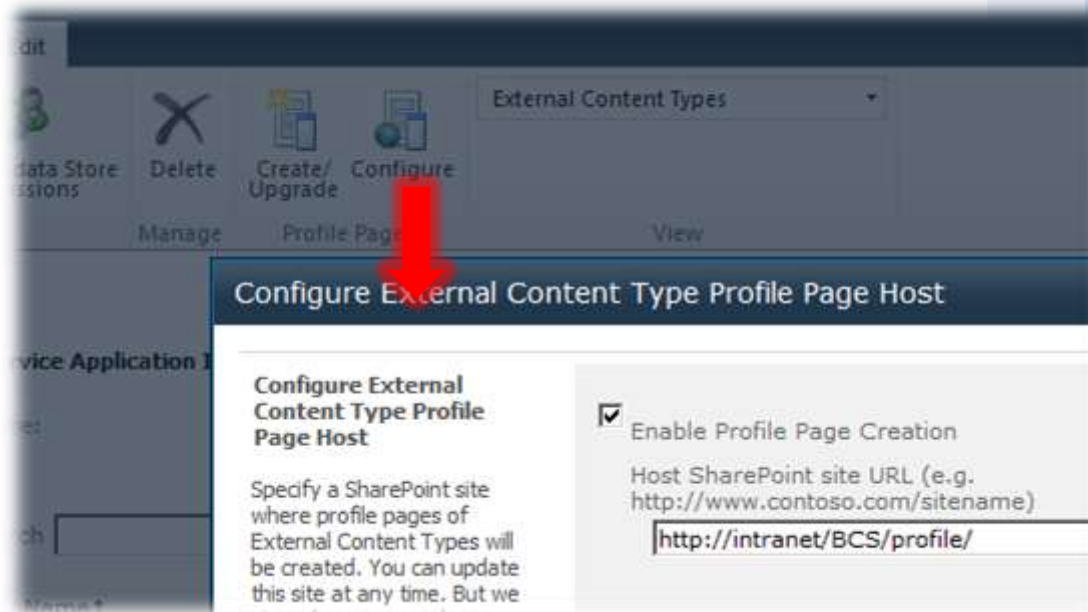 Edit
data Store
Delete
Create/
Upgrade
Configure
External Content Types
Manage
Profile Pag
View
Configure External Content Type Profile Page Host
vice Application I
Configure External
Content Type Profile
Page Host
Enable Profile Page Creation
Specify a SharePoint site
where profile pages of
External Content Types will
be created. You can update
this site at any time. But we
Host SharePoint site URL (e.g.
http://www.contoso.com/sitename)
http://intranet/BCS/profile/
Name